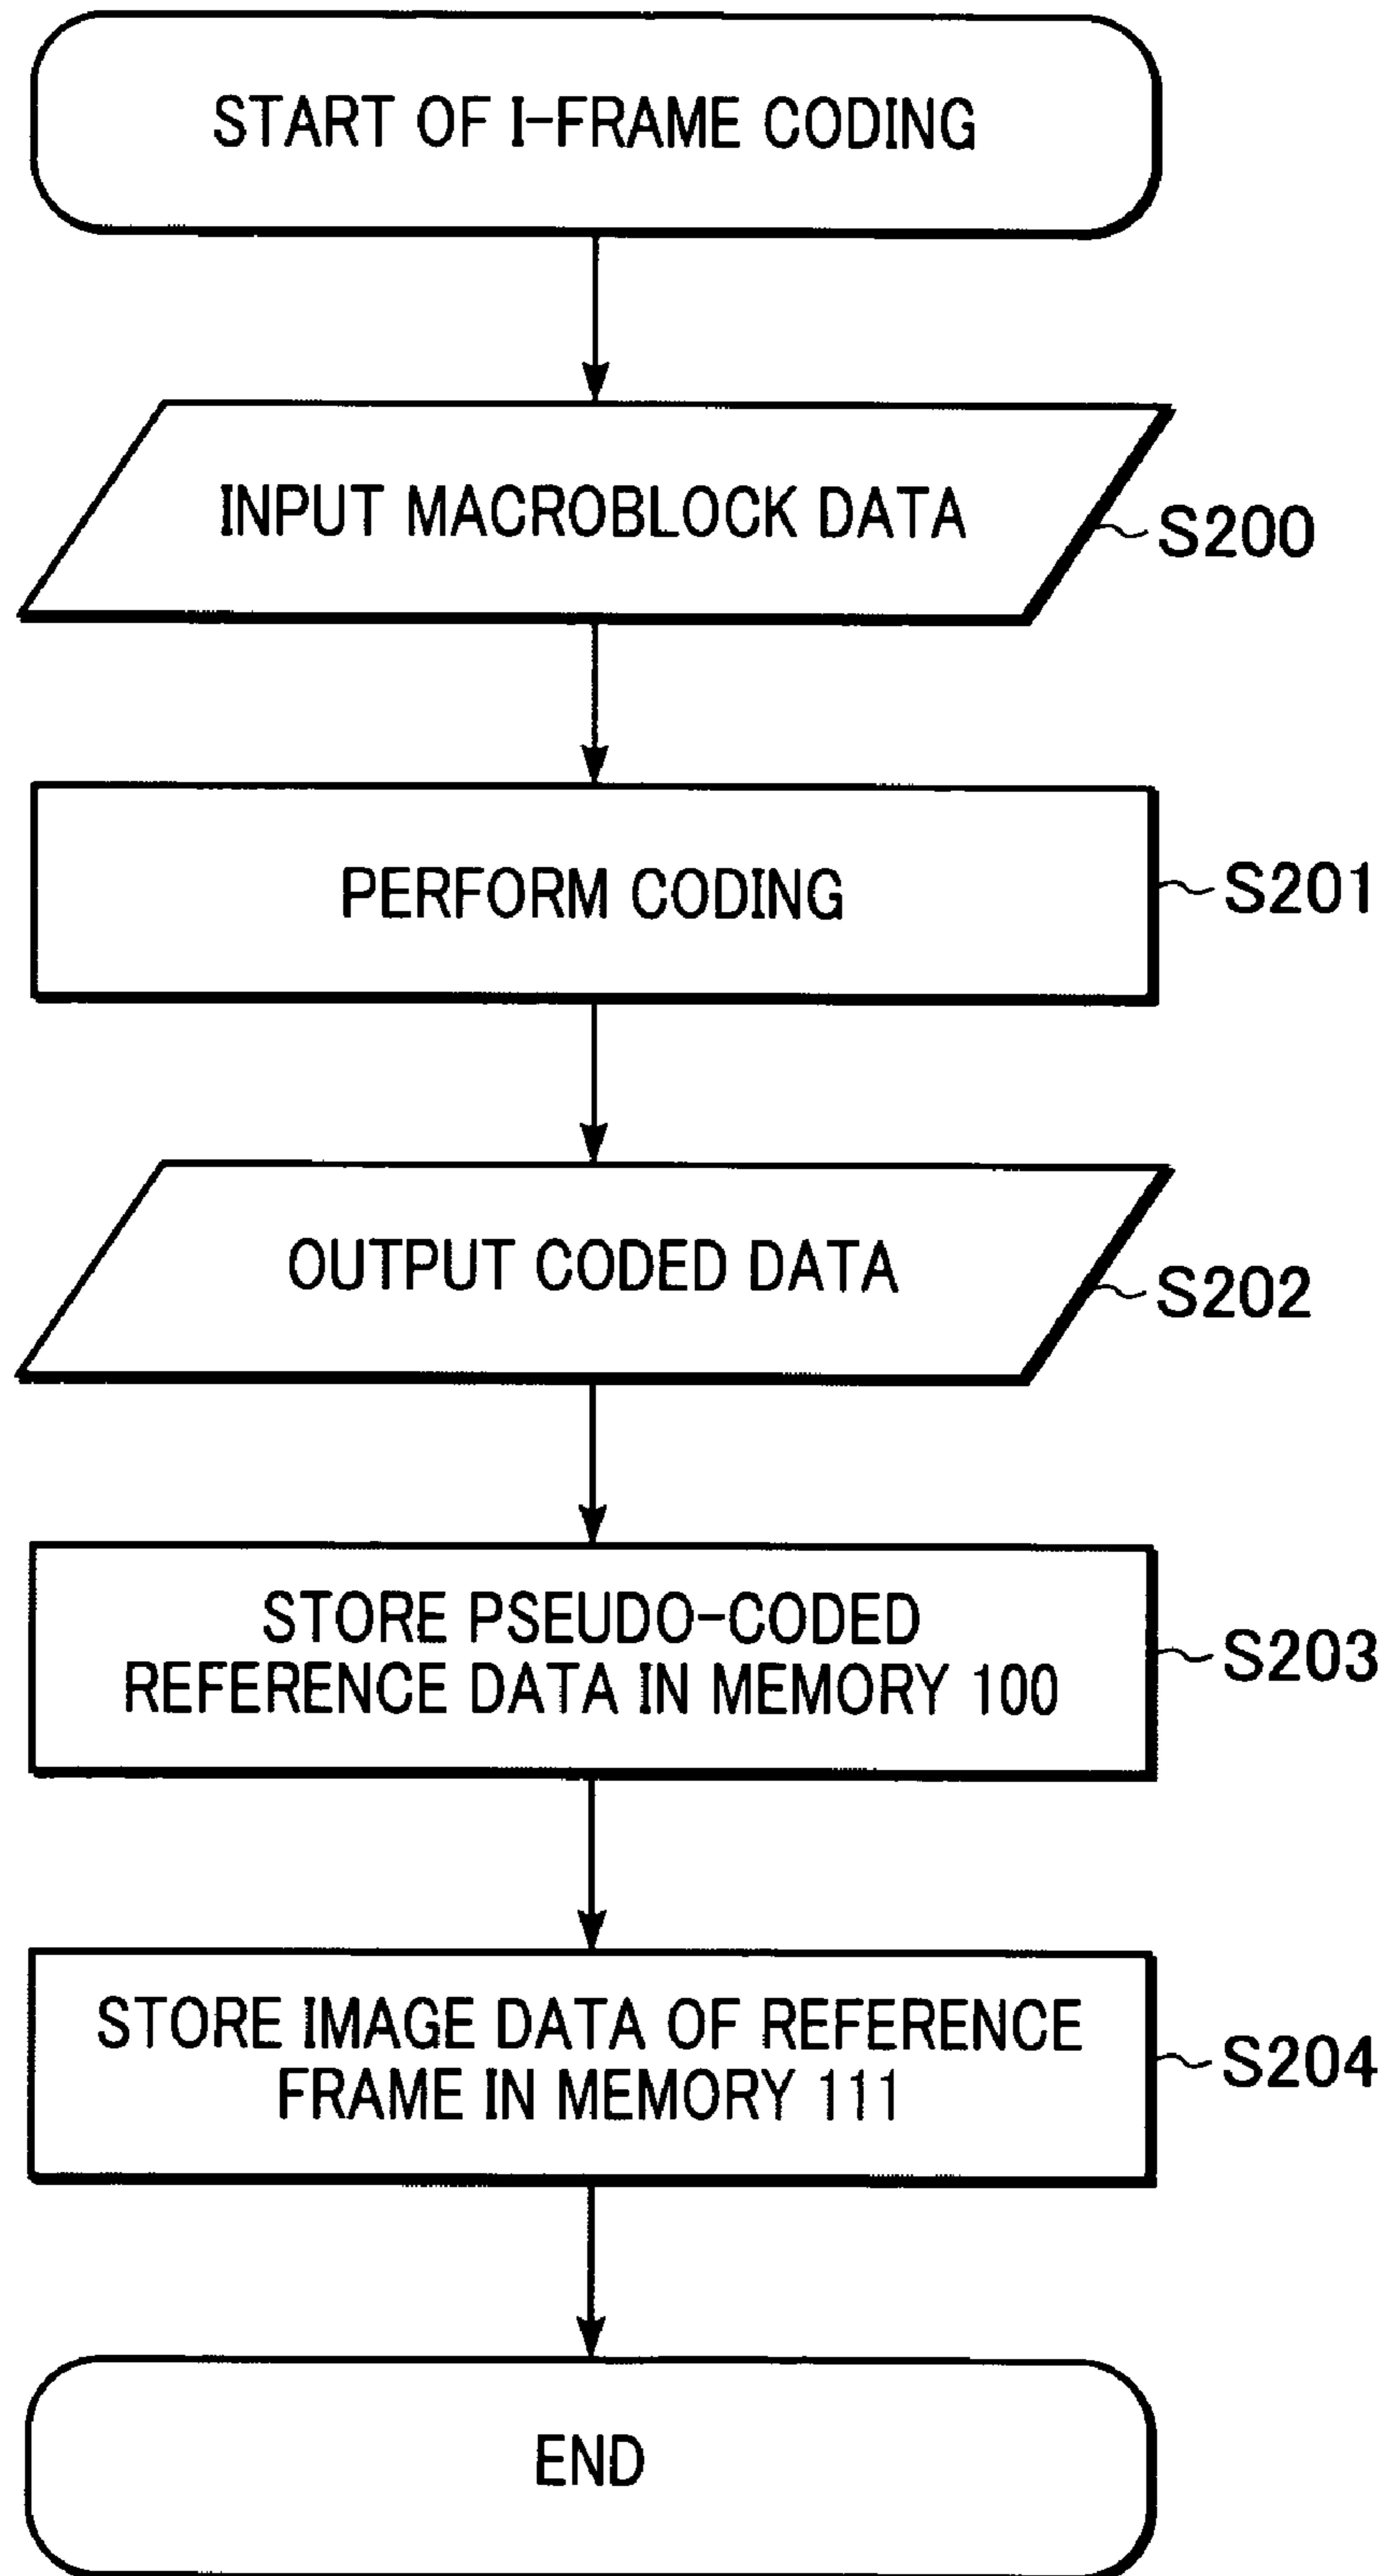 START OF I-FRAME CODING
INPUT MACROBLOCK DATA
S200
PERFORM CODING
S201
OUTPUT CODED DATA
S202
STORE PSEUDO-CODED
REFERENCE DATA IN MEMORY 100
S203
STORE IMAGE DATA OF REFERENCE
FRAME IN MEMORY 111
S204
END